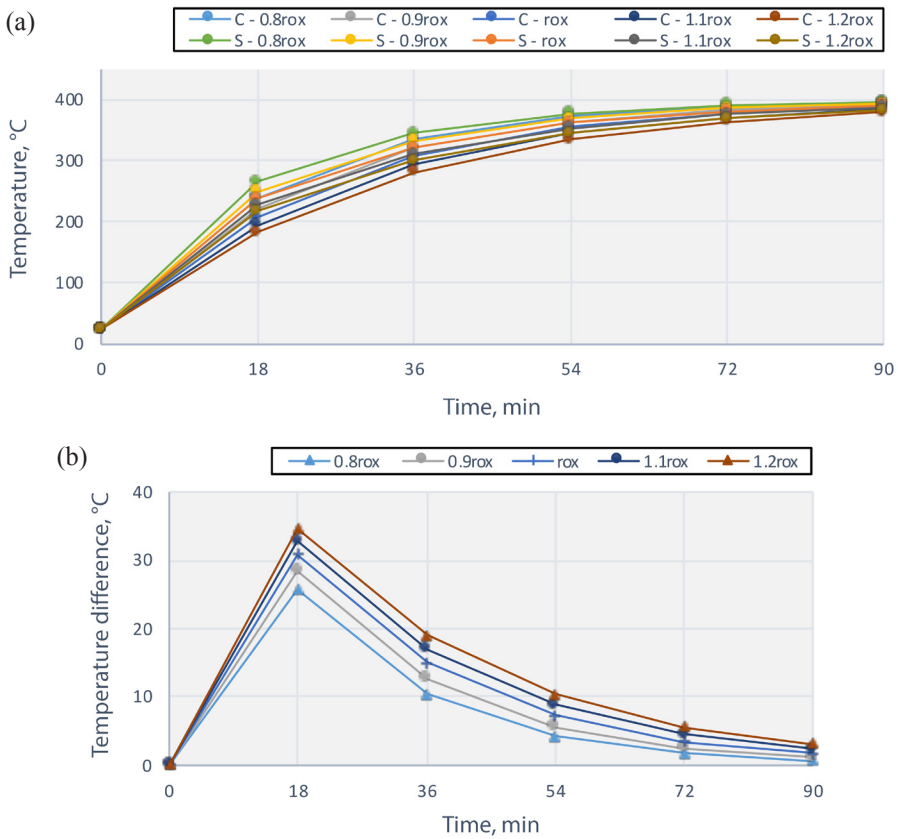 (a)
C - 0.8rox C - 0.9rox C - rox C - 1.1rox C - 1.2rox
S - 0.8rox S - 0.9rox S - rox S - 1.1rox S - 1.2rox
Temperature, °C
400
300
200
100
0
0 18 36 54 72 90
Time, min
(b)
0.8rox 0.9rox rox 1.1rox 1.2rox
Temperature difference, °C
40
30
20
10
0
0 18 36 54 72 90
Time, min